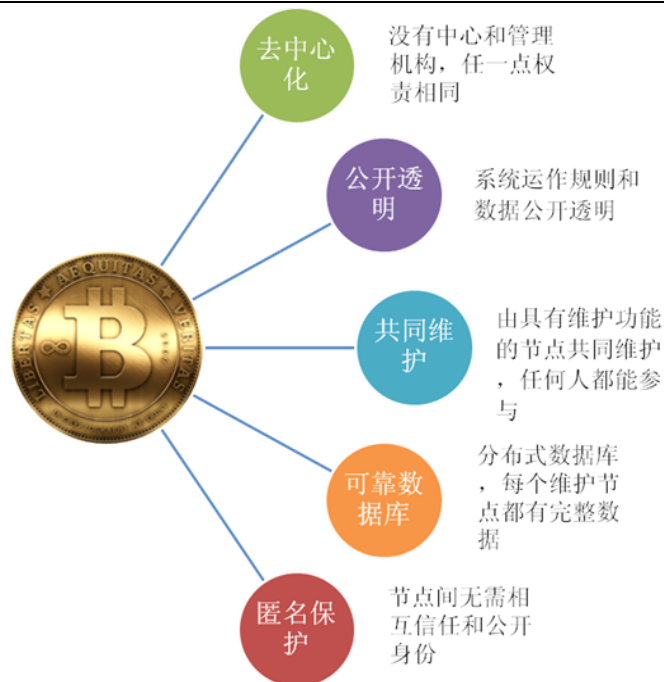 去中心
化
没有中心和管理
机构，任一点权
责相同
公开透
明
系统运作规则和
数据公开透明
LIBERTAS ★ AEQUITAS ★ VERITAS
共同维
护
由具有维护功能
的节点共同维护
，任何人都能参
与
可靠数
据库
分布式数据库
，每个维护节
点都有完整数
据
匿名保
护
节点间无需相
互信任和公开
身份